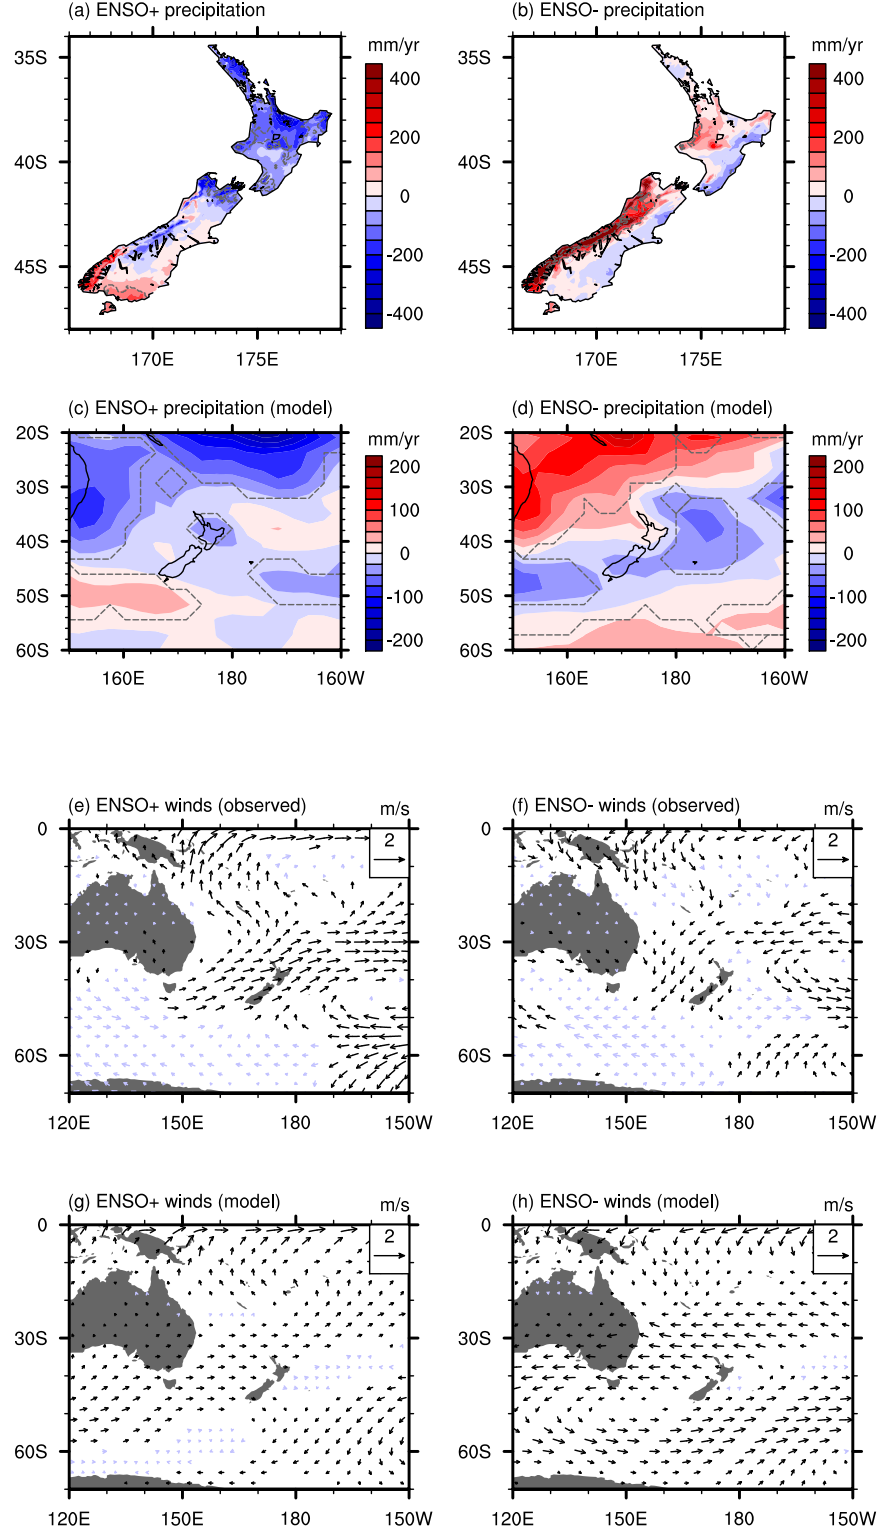 (a) ENSO+ precipitation
mm/yr
35S
40S
45S
170E 175E
400
200
0
-200
-400
(b) ENSO- precipitation
mm/yr
35S
40S
45S
170E 175E
400
200
0
-200
-400
(c) ENSO+ precipitation (model)
mm/yr
20S
30S
40S
50S
60S
160E 180 160W
200
100
0
-100
-200
(d) ENSO- precipitation (model)
mm/yr
20S
30S
40S
50S
60S
160E 180 160W
200
100
0
-100
-200
(e) ENSO+ winds (observed) m/s
2
0
30S
60S
120E 150E 180 150W
(f) ENSO- winds (observed) m/s
2
0
30S
60S
120E 150E 180 150W
(g) ENSO+ winds (model) m/s
2
0
30S
60S
120E 150E 180 150W
(h) ENSO- winds (model) m/s
2
0
30S
60S
120E 150E 180 150W